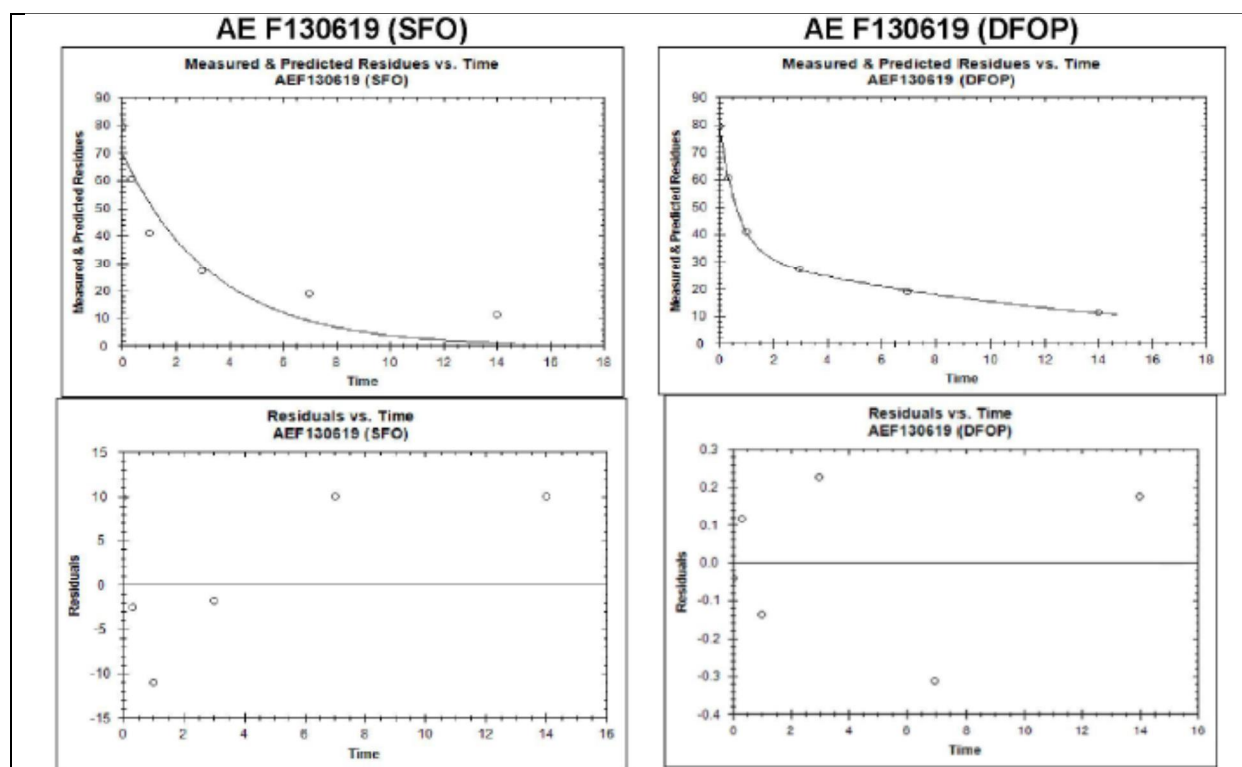 AE F130619 (SFO)
Measured & Predicted Residues vs. Time
AEF130619 (SFO)
Measured & Predicted Residues
90
80
70
60
50
40
30
20
10
0
0 2 4 6 8 10 12 14 16 18
Time
AE F130619 (DFOP)
Measured & Predicted Residues vs. Time
AEF130619 (DFOP)
Measured & Predicted Residues
90
80
70
60
50
40
30
20
10
0
0 2 4 6 8 10 12 14 16 18
Time
Residuals vs. Time
AEF130619 (SFO)
Residuals
15
10
5
0
-5
-10
-15
0 2 4 6 8 10 12 14 16
Time
Residuals vs. Time
AEF130619 (DFOP)
Residuals
0.3
0.2
0.1
0.0
-0.1
-0.2
-0.3
-0.4
0 2 4 6 8 10 12 14 16
Time